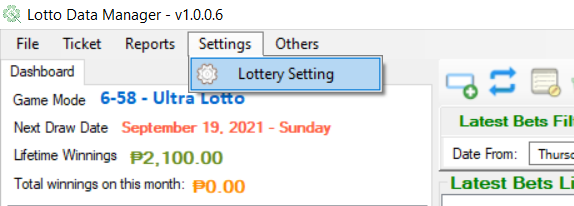 Lotto Data Manager - v1.0.0.6
File Ticket Reports Settings Others
Lottery Setting
Dashboard
Game Mode 6-58 - Ultra Lotto
Next Draw Date September 19, 2021 - Sunday
Lifetime Winnings ₱2,100.00
Total winnings on this month: ₱0.00
Latest Bets Fil
Date From: Thursd
Latest Bets Li